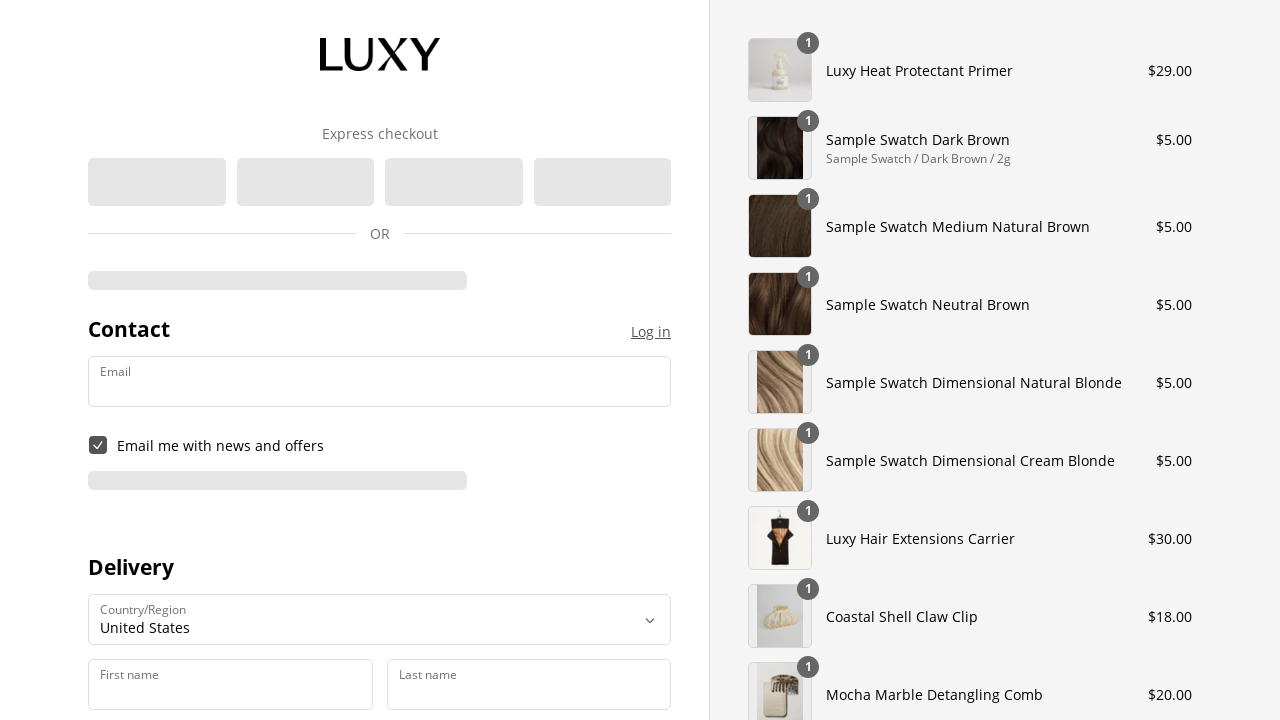 LUXY
Express checkout
OR
Contact
Log in
Email
Email me with news and offers
Delivery
Country/Region
United States
First name
Last name
1
Luxy Heat Protectant Primer
$29.00
1
Sample Swatch Dark Brown
$5.00
Sample Swatch / Dark Brown / 2g
1
Sample Swatch Medium Natural Brown
$5.00
1
Sample Swatch Neutral Brown
$5.00
1
Sample Swatch Dimensional Natural Blonde
$5.00
1
Sample Swatch Dimensional Cream Blonde
$5.00
1
Luxy Hair Extensions Carrier
$30.00
1
Coastal Shell Claw Clip
$18.00
1
Mocha Marble Detangling Comb
$20.00